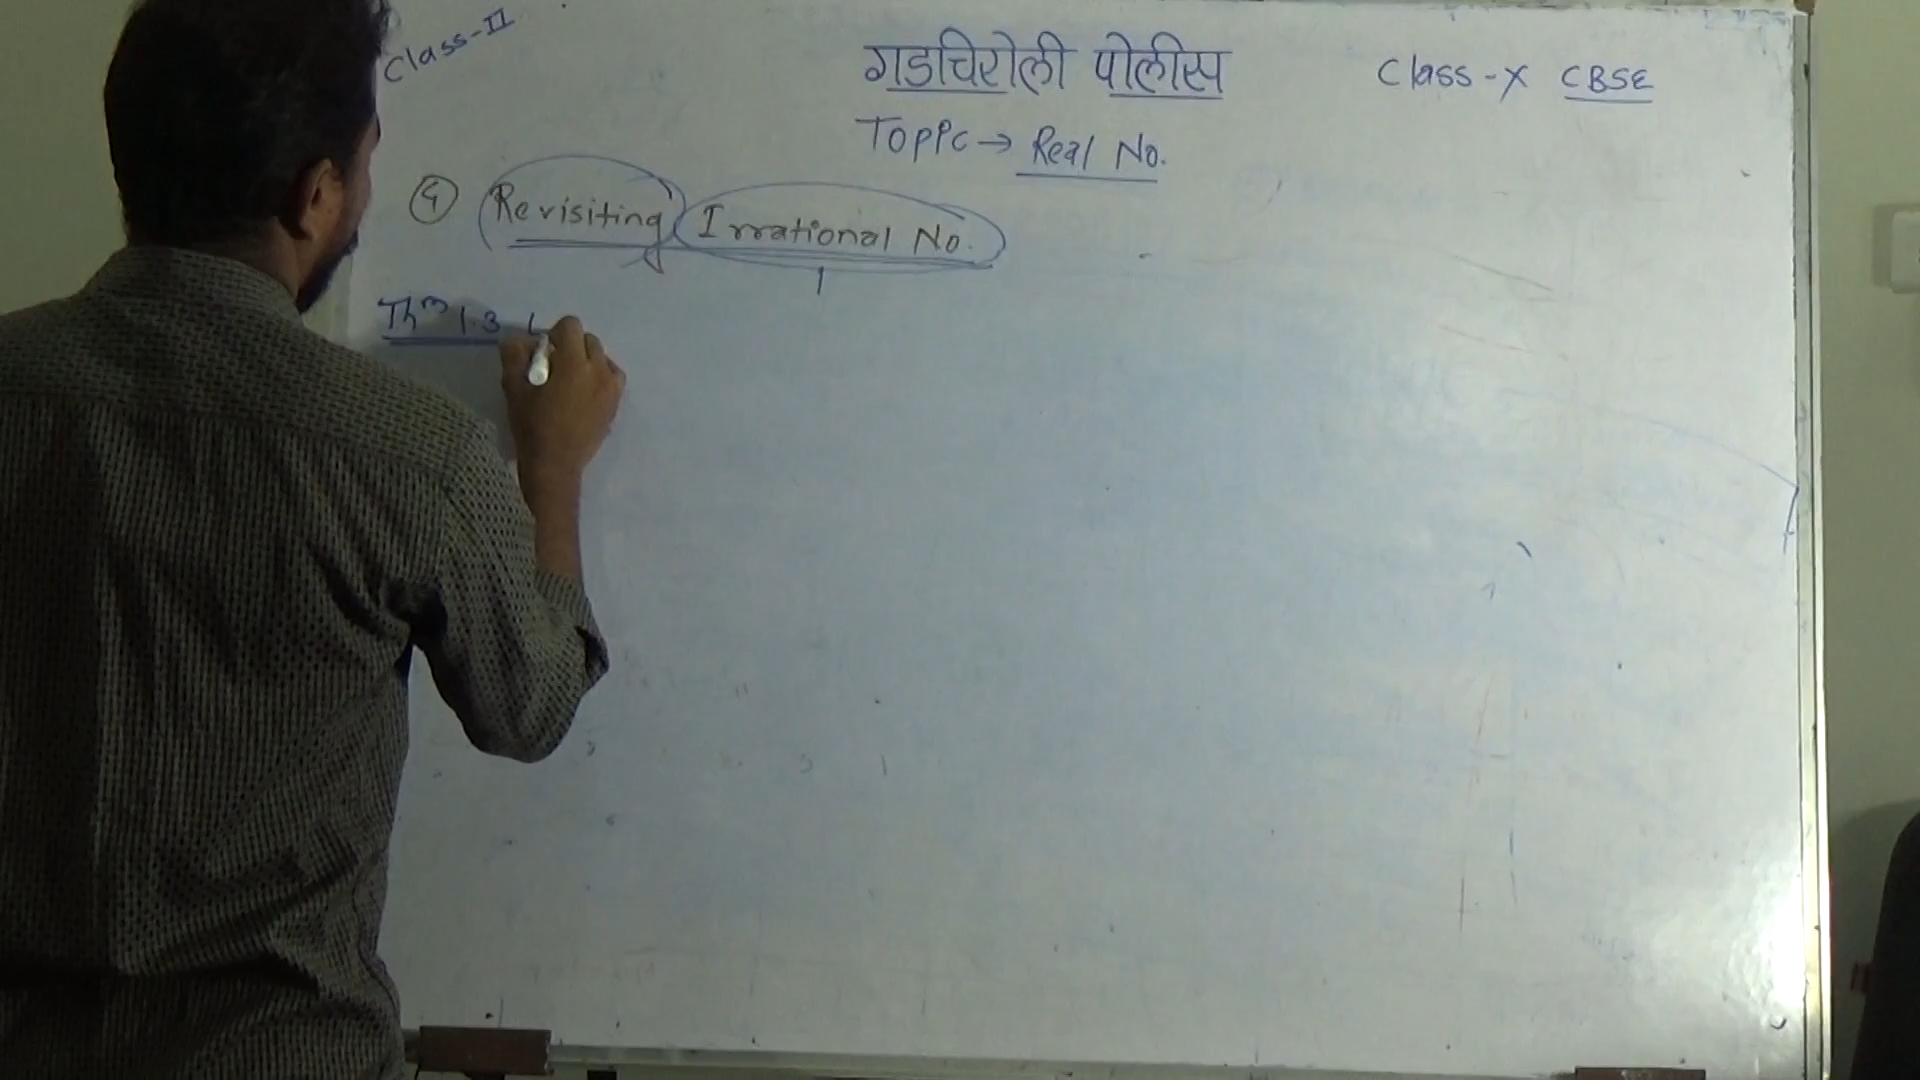 Class-II
गडचिरोली पोलीस
Class-X CBSE
Topic → Real No.
④ Revisiting Irrational No.
Thm 1.3